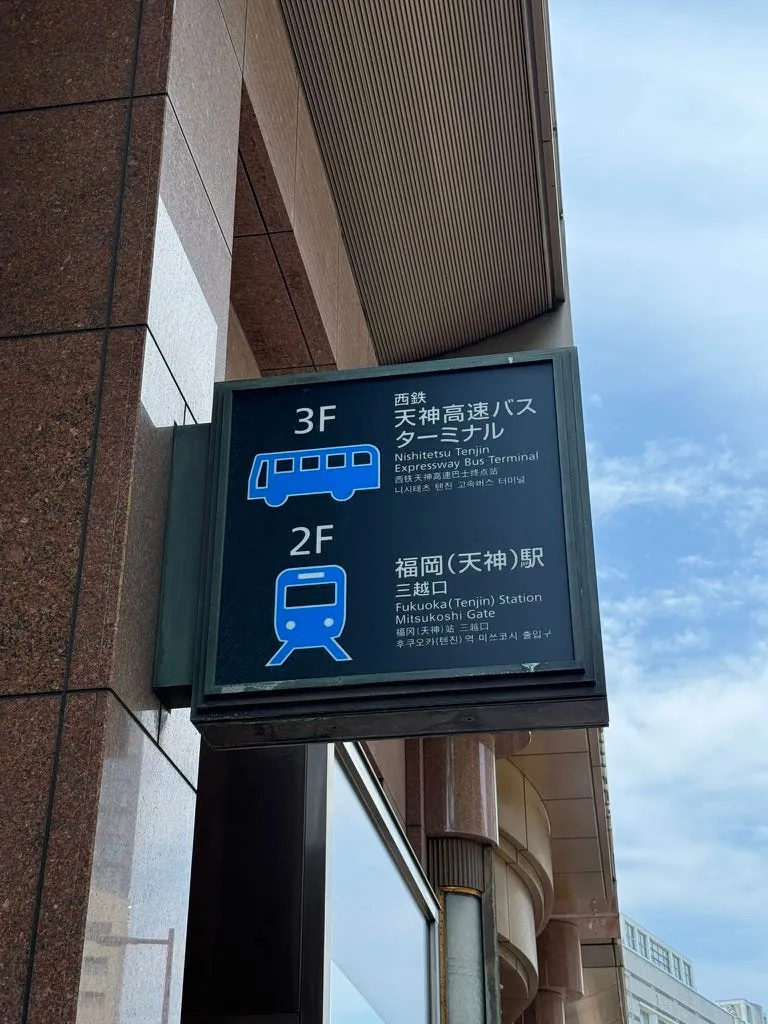 3F
西鉄
天神高速バス
ターミナル
Nishitetsu Tenjin
Expressway Bus Terminal
西鉄天神高速巴士终点站
니시테츠 텐진 고속버스 터미널
2F
福岡(天神)駅
三越口
Fukuoka(Tenjin) Station
Mitsukoshi Gate
福冈(天神)站 三越口
후쿠오카(텐진)역 미쓰코시 출입구